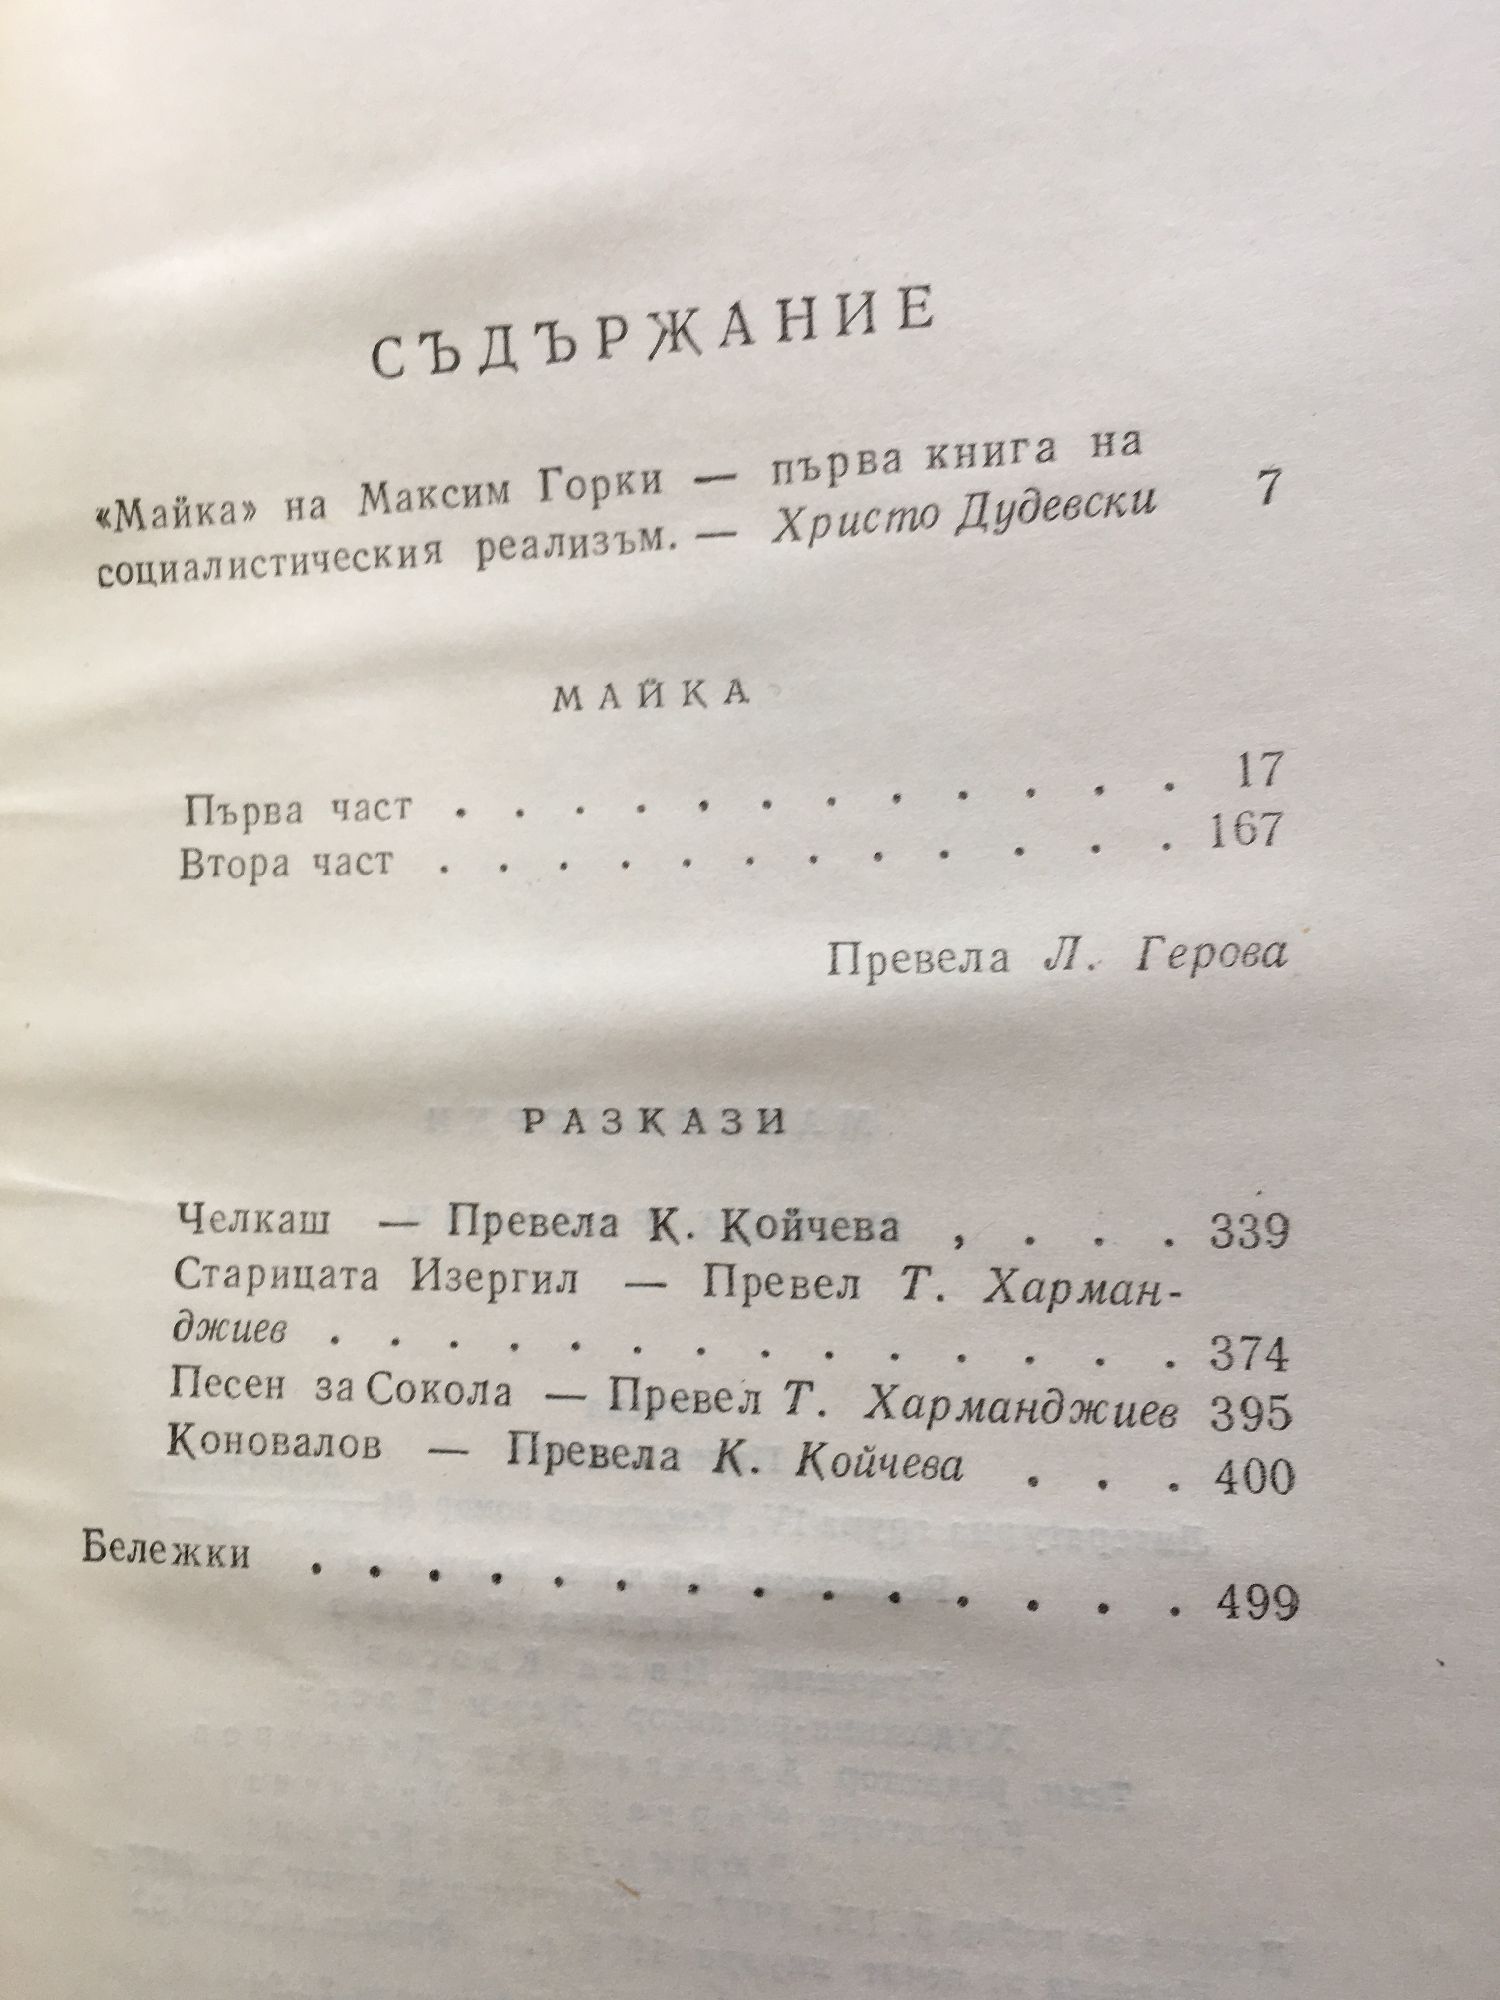 СЪДЪРЖАНИЕ
«Майка» на Максим Горки — първа книга на
социалистическия реализъм. — Христо Дудевски 7
МАЙКА
Първа част . . . . . . . . . . . . 17
Втора част . . . . . . . . . . . . 167
Превела Л. Герова
РАЗКАЗИ
Челкаш — Превела К. Койчева , . . . 339
Старицата Изергил — Превел Т. Харман-
джиев . . . . . . . . . . . . . . 374
Песен за Сокола — Превел Т. Харманджиев 395
Коновалов — Превела К. Койчева . . . 400
Бележки . . . . . . . . . . . . . . 499